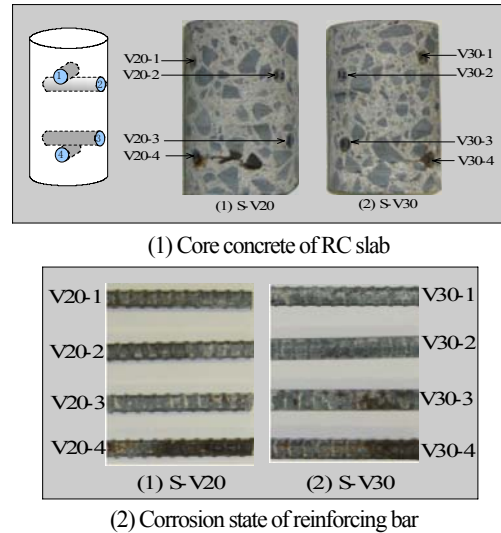 1
2
3
4
V20-1
V20-2
V20-3
V20-4
(1) S-V20
V30-1
V30-2
V30-3
V30-4
(2) S-V30
(1) Core concrete of RC slab
V20-1
V20-2
V20-3
V20-4
(1) S-V20
V30-1
V30-2
V30-3
V30-4
(2) S-V30
(2) Corrosion state of reinforcing bar